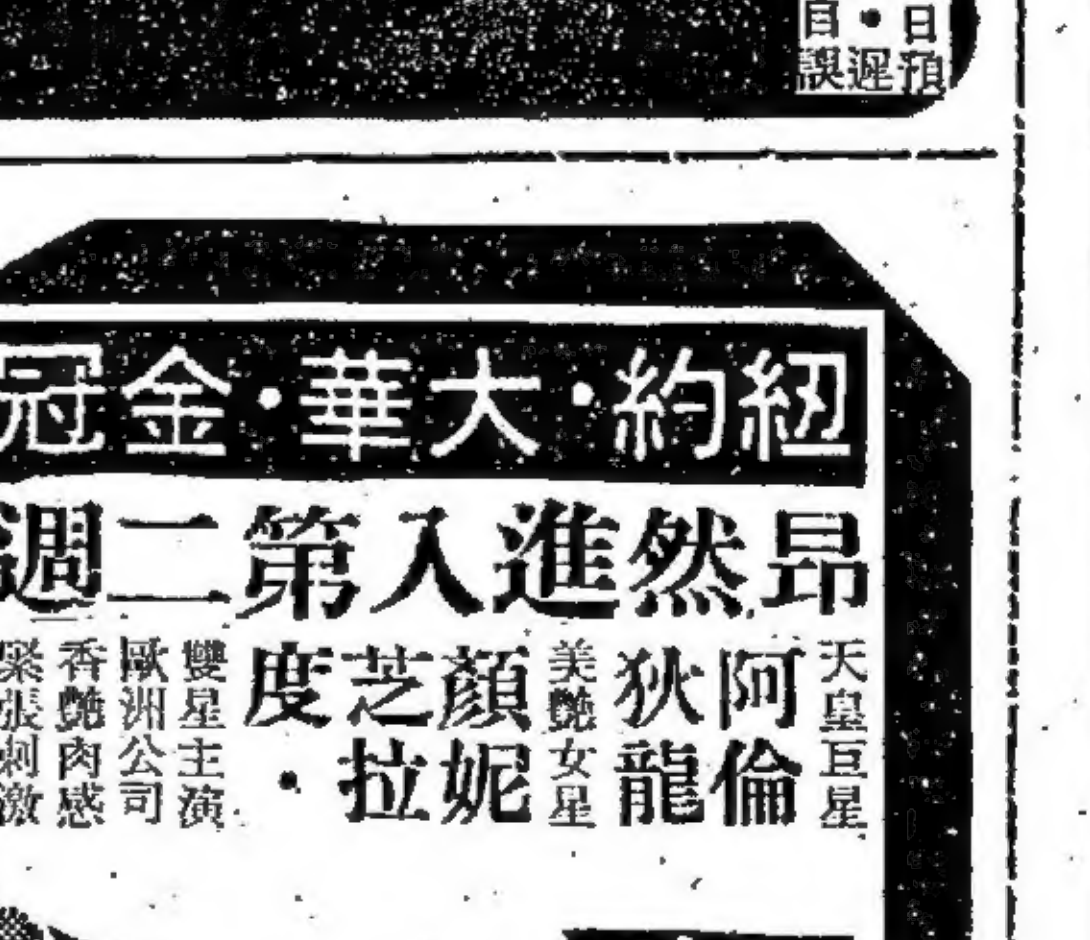 日預
・遲
誤
紐約・大華・金冠
昂然進入第二週
天皇巨星
阿倫
狄龍
美艷女星
顏妮
芝拉
度・
雙星主演
歐洲公司
香艷肉感
緊張刺激